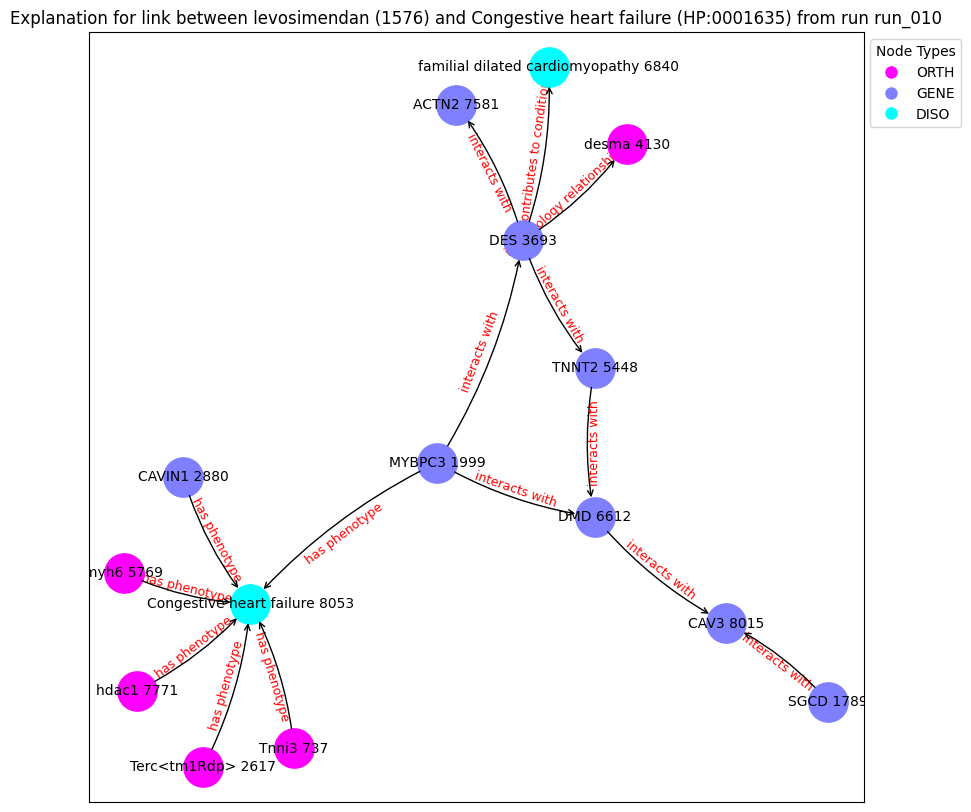 Explanation for link between levosimendan (1576) and Congestive heart failure (HP:0001635) from run run_010
Node Types
ORTH
GENE
DISO
familial dilated cardiomyopathy 6840
ACTN2 7581
interacts with
ontributes to conditio
desma 4130
ology relationshi
DES 3693
interacts with
interacts with
TNNT2 5448
interacts with
MYBPC3 1999
interacts with
CAVIN1 2880
has phenotype
has phenotype
DMD 6612
interacts with
nyh6 5769
has phenotype
Congestive heart failure 8053
CAV3 8015
interacts with
has phenotype
has phenotype
has phenotype
hdac1 7771
SGCD 1789
Tnni3 737
Terc<tm1Rdp> 2617